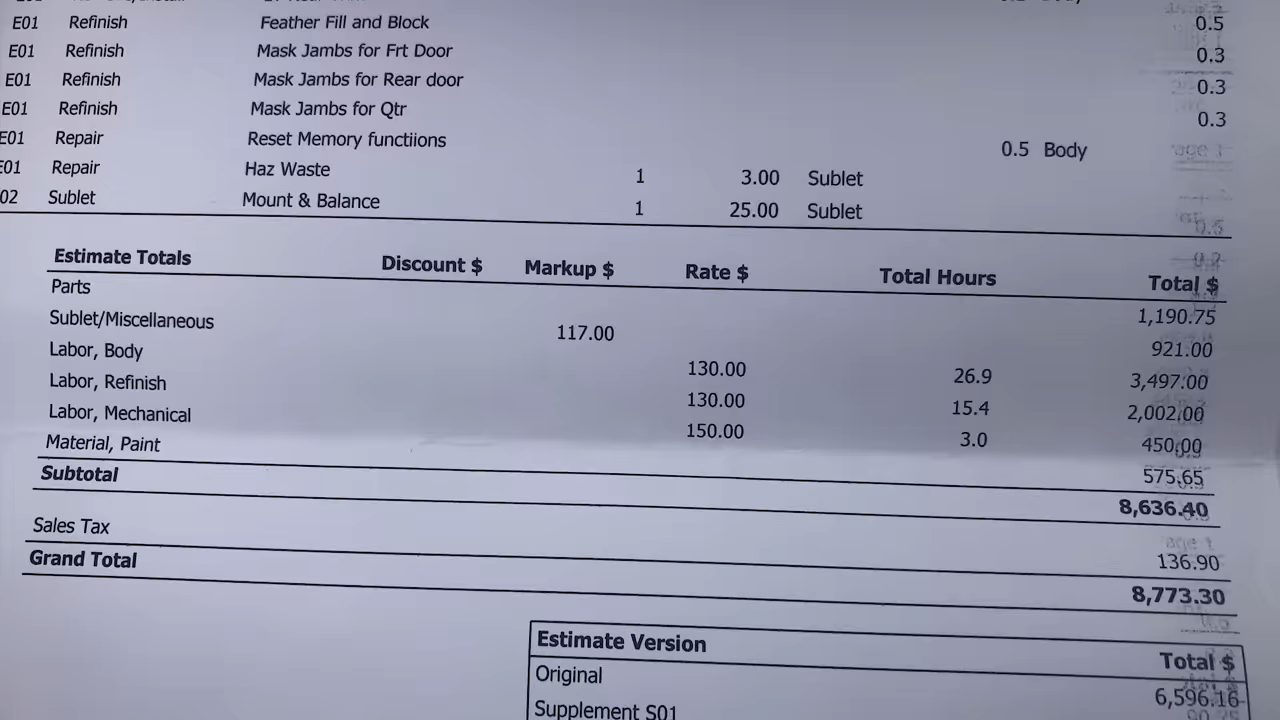 E01 Refinish Feather Fill and Block 0.5
E01 Refinish Mask Jambs for Frt Door 0.3
E01 Refinish Mask Jambs for Rear door 0.3
E01 Refinish Mask Jambs for Qtr 0.3
E01 Repair Reset Memory functiions 0.5 Body
E01 Repair Haz Waste 1 3.00 Sublet
02 Sublet Mount & Balance 1 25.00 Sublet
Estimate Totals Discount $ Markup $ Rate $ Total Hours Total $
Parts 1,190.75
Sublet/Miscellaneous 117.00 921.00
Labor, Body 130.00 26.9 3,497.00
Labor, Refinish 130.00 15.4 2,002.00
Labor, Mechanical 150.00 3.0 450.00
Material, Paint 575.65
Subtotal 8,636.40
Sales Tax 136.90
Grand Total 8,773.30
Estimate Version Total $
Original 6,596.16
Supplement S01